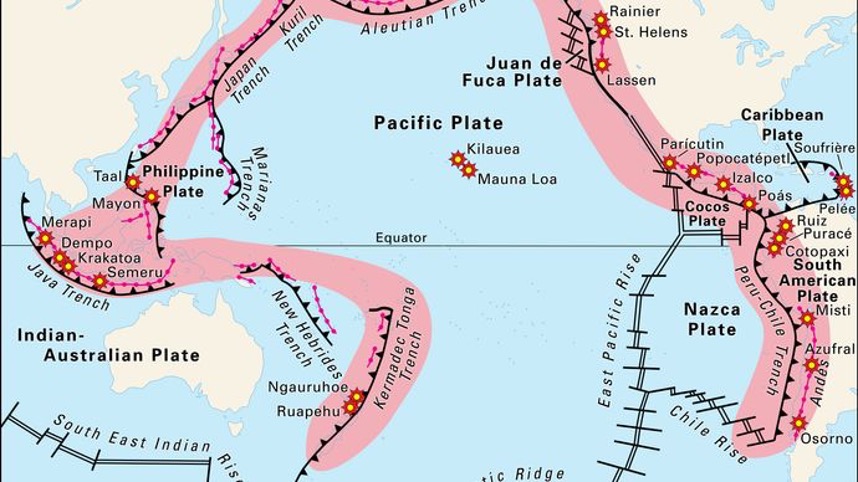 Rainier
St. Helens
Lassen
Kuril
Trench
Aleutian Trench
Japan
Trench
Juan de
Fuca Plate
Pacific Plate
Caribbean
Plate
Soufrière
Parícutin
Popocatépetl
Izalco
Poás
Pelée
Kilauea
Mauna Loa
Taal
Philippine
Plate
Mayon
Marianas
Trench
Cocos
Plate
Ruiz
Puracé
Cotopaxi
South
American
Plate
Equator
Merapi
Dempo
Krakatoa
Semeru
Java Trench
New Hebrides
Trench
Kermadec Tonga
Trench
East Pacific Rise
Nazca
Plate
Peru-Chile Trench
Misti
Azufral
Andes
Indian-
Australian Plate
Ngauruhoe
Ruapehu
Chile Rise
Osorno
South East Indian Rise
tic Ridge